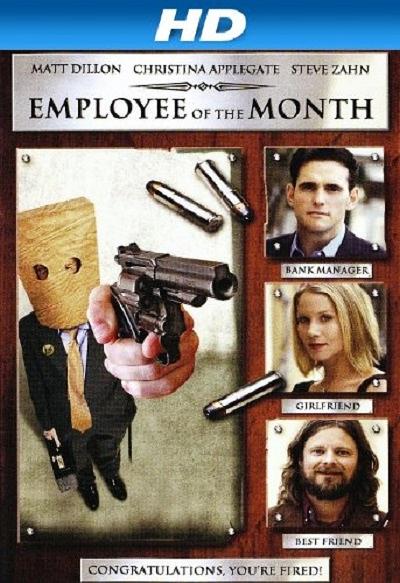 HD
MATT DILLON CHRISTINA APPLEGATE STEVE ZAHN
EMPLOYEE OF THE MONTH
BANK MANAGER
GIRLFRIEND
BEST FRIEND
CONGRATULATIONS, YOU'RE FIRED!